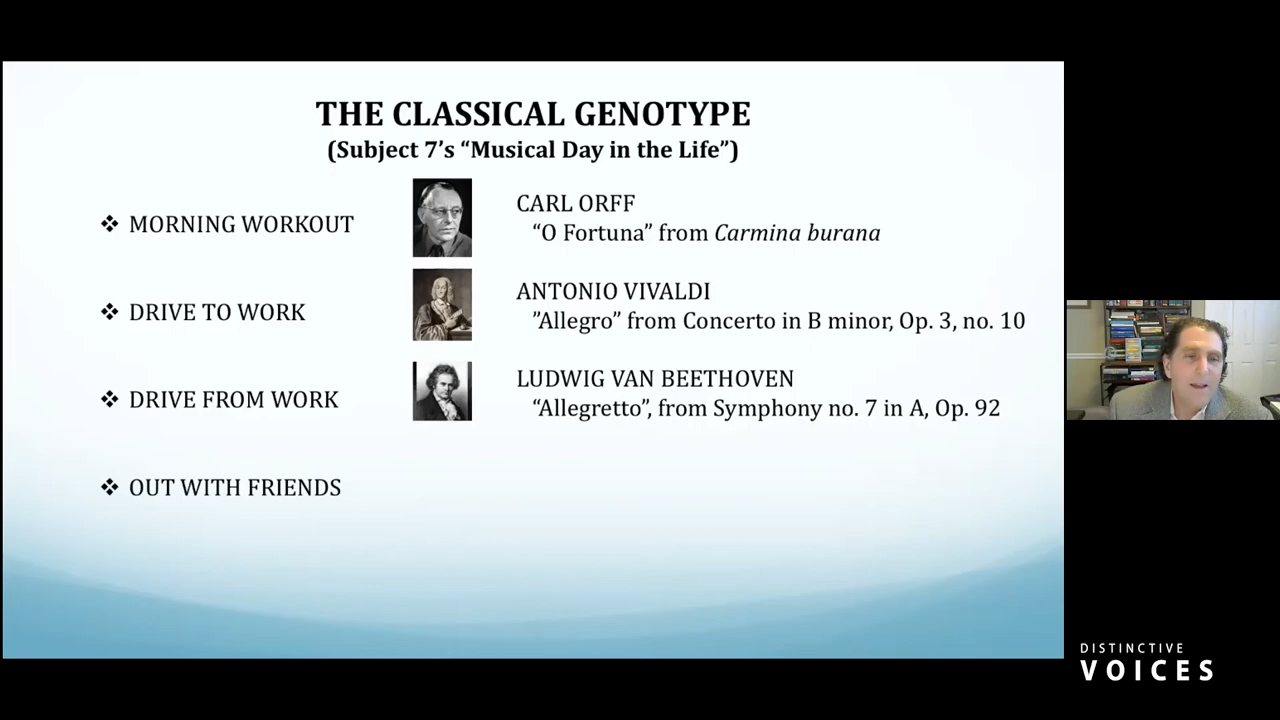 THE CLASSICAL GENOTYPE
(Subject 7’s “Musical Day in the Life”)
❖ MORNING WORKOUT
CARL ORFF
“O Fortuna” from Carmina burana
❖ DRIVE TO WORK
ANTONIO VIVALDI
”Allegro” from Concerto in B minor, Op. 3, no. 10
❖ DRIVE FROM WORK
LUDWIG VAN BEETHOVEN
“Allegretto”, from Symphony no. 7 in A, Op. 92
❖ OUT WITH FRIENDS
DISTINCTIVE
VOICES